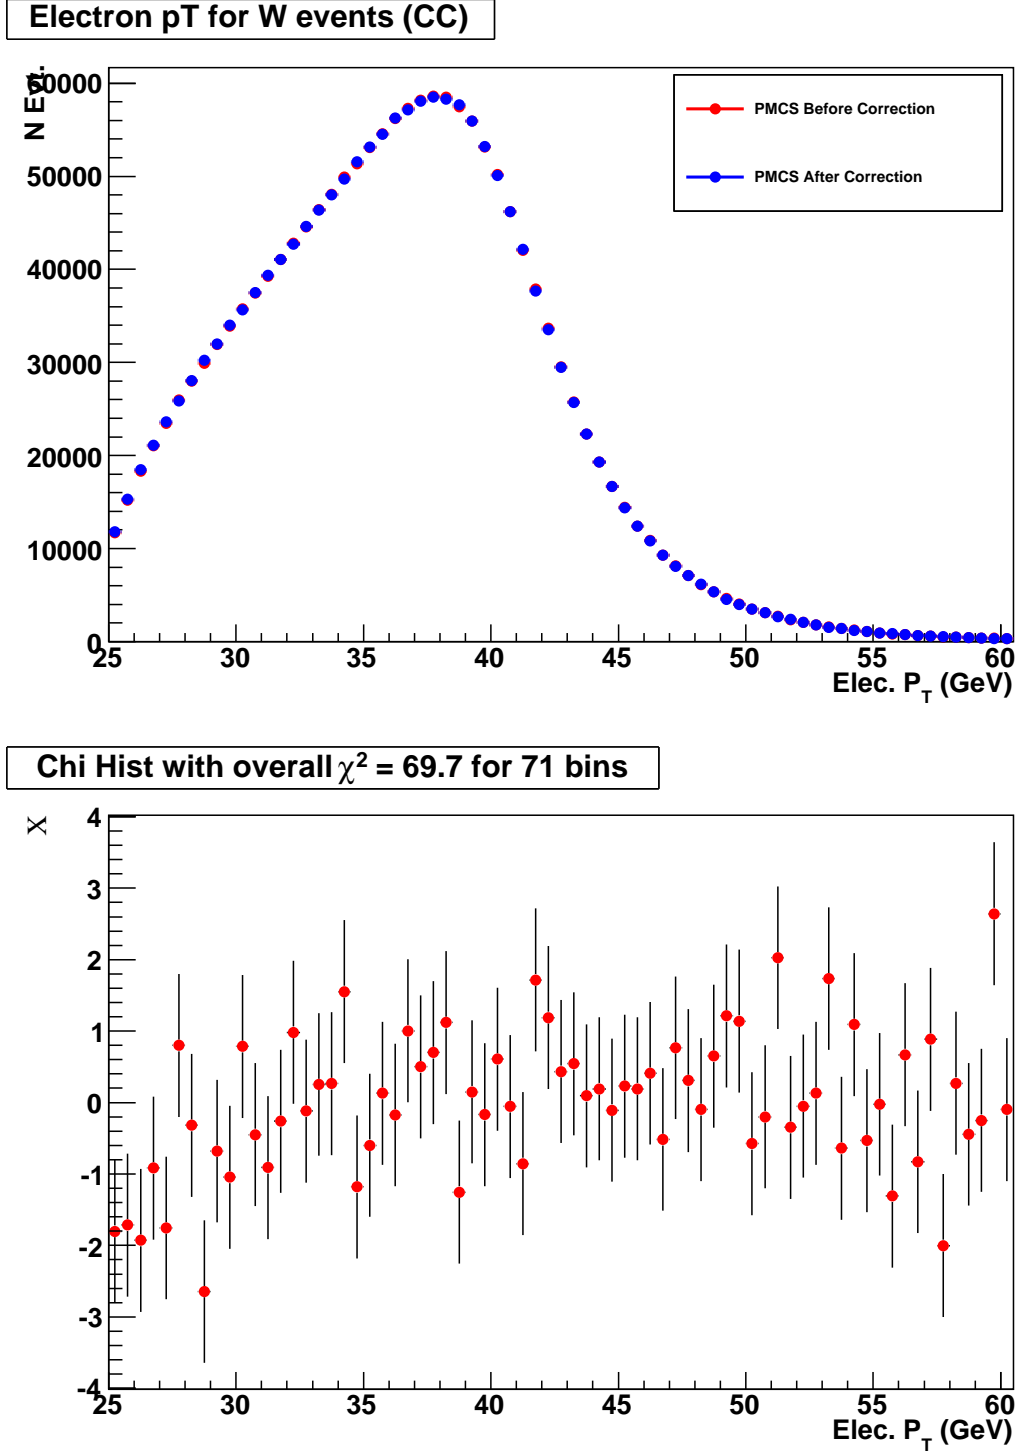 Electron pT for W events (CC)
N Evt.
60000
50000
40000
30000
20000
10000
0
PMCS Before Correction
PMCS After Correction
25 30 35 40 45 50 55 60
Elec. P_T (GeV)
Chi Hist with overall χ² = 69.7 for 71 bins
χ
4
3
2
1
0
-1
-2
-3
-4
25 30 35 40 45 50 55 60
Elec. P_T (GeV)